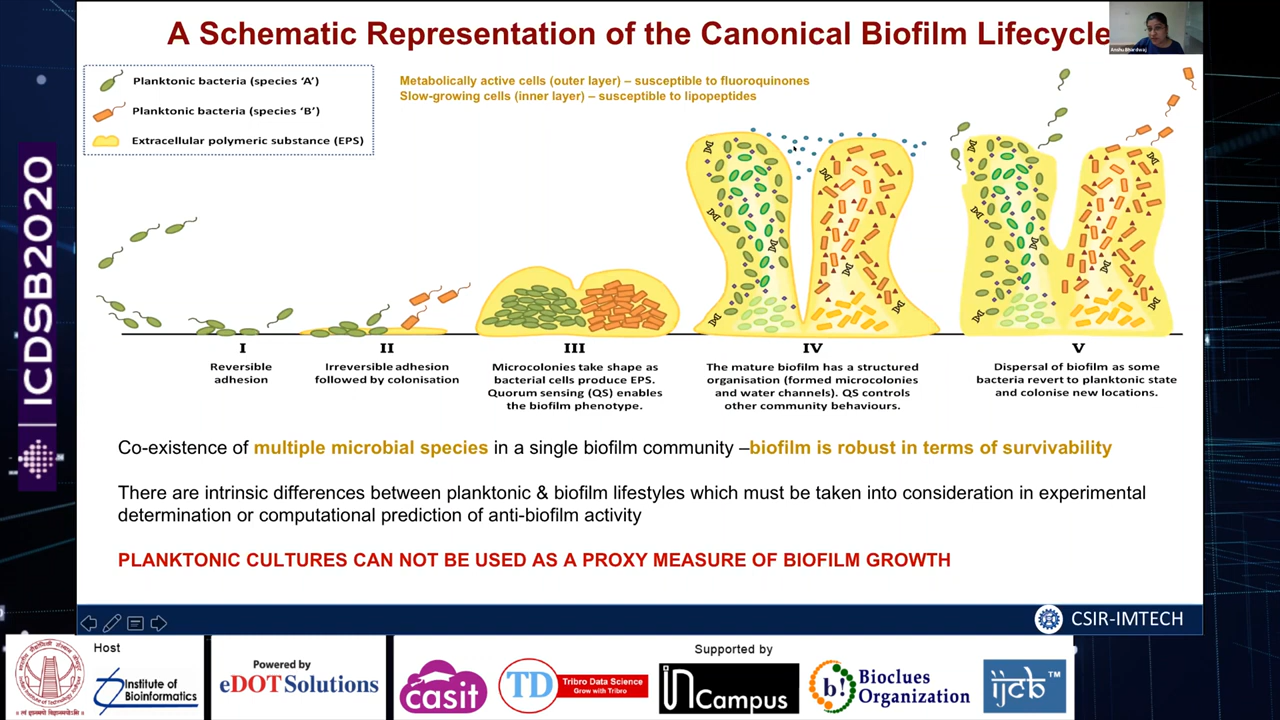 A Schematic Representation of the Canonical Biofilm Lifecycle
Anshu Bhardwaj
Planktonic bacteria (species ‘A’)
Planktonic bacteria (species ‘B’)
Extracellular polymeric substance (EPS)
Metabolically active cells (outer layer) – susceptible to fluoroquinones
Slow-growing cells (inner layer) – susceptible to lipopeptides
ICDSB2020
I
Reversible
adhesion
II
Irreversible adhesion
followed by colonisation
III
Microcolonies take shape as
bacterial cells produce EPS.
Quorum sensing (QS) enables
the biofilm phenotype.
IV
The mature biofilm has a structured
organisation (formed microcolonies
and water channels). QS controls
other community behaviours.
V
Dispersal of biofilm as some
bacteria revert to planktonic state
and colonise new locations.
Co-existence of multiple microbial species in a single biofilm community –biofilm is robust in terms of survivability
There are intrinsic differences between planktonic & biofilm lifestyles which must be taken into consideration in experimental
determination or computational prediction of anti-biofilm activity
PLANKTONIC CULTURES CAN NOT BE USED AS A PROXY MEASURE OF BIOFILM GROWTH
CSIR-IMTECH
Host
Institute of
Bioinformatics
Powered by
eDOT Solutions
Supported by
casit
TD
Tribro Data Science
Grow with Tribro
inCampus
b!
Bioclues
Organization
ijcb™